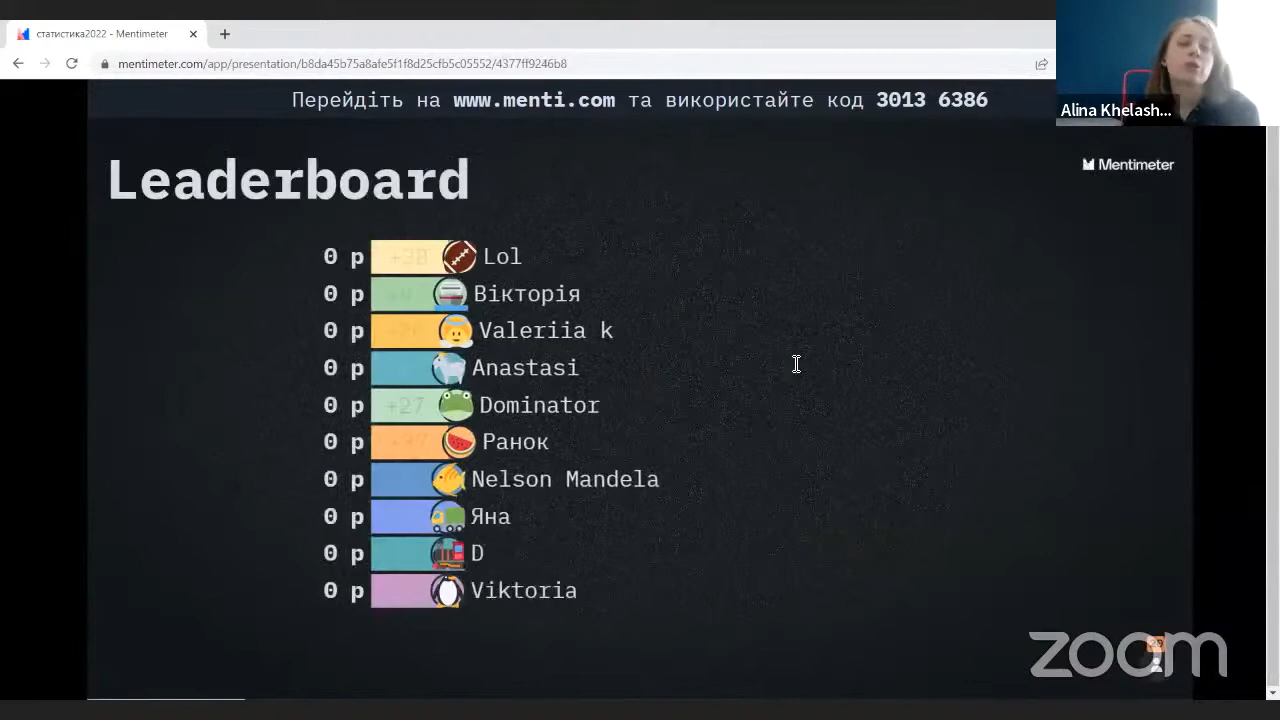 статистика2022 - Mentimeter
mentimeter.com/app/presentation/b8da45b75a8afe5f1f8d25cfb5c05552/4377ff9246b8
Alina Khelash...
Перейдіть на www.menti.com та використайте код 3013 6386
Mentimeter
Leaderboard
0 p Lol
0 p Вікторія
0 p Valeriia k
0 p Anastasi
0 p +27 Dominator
0 p Ранок
0 p Nelson Mandela
0 p Яна
0 p D
0 p Viktoria
zoom